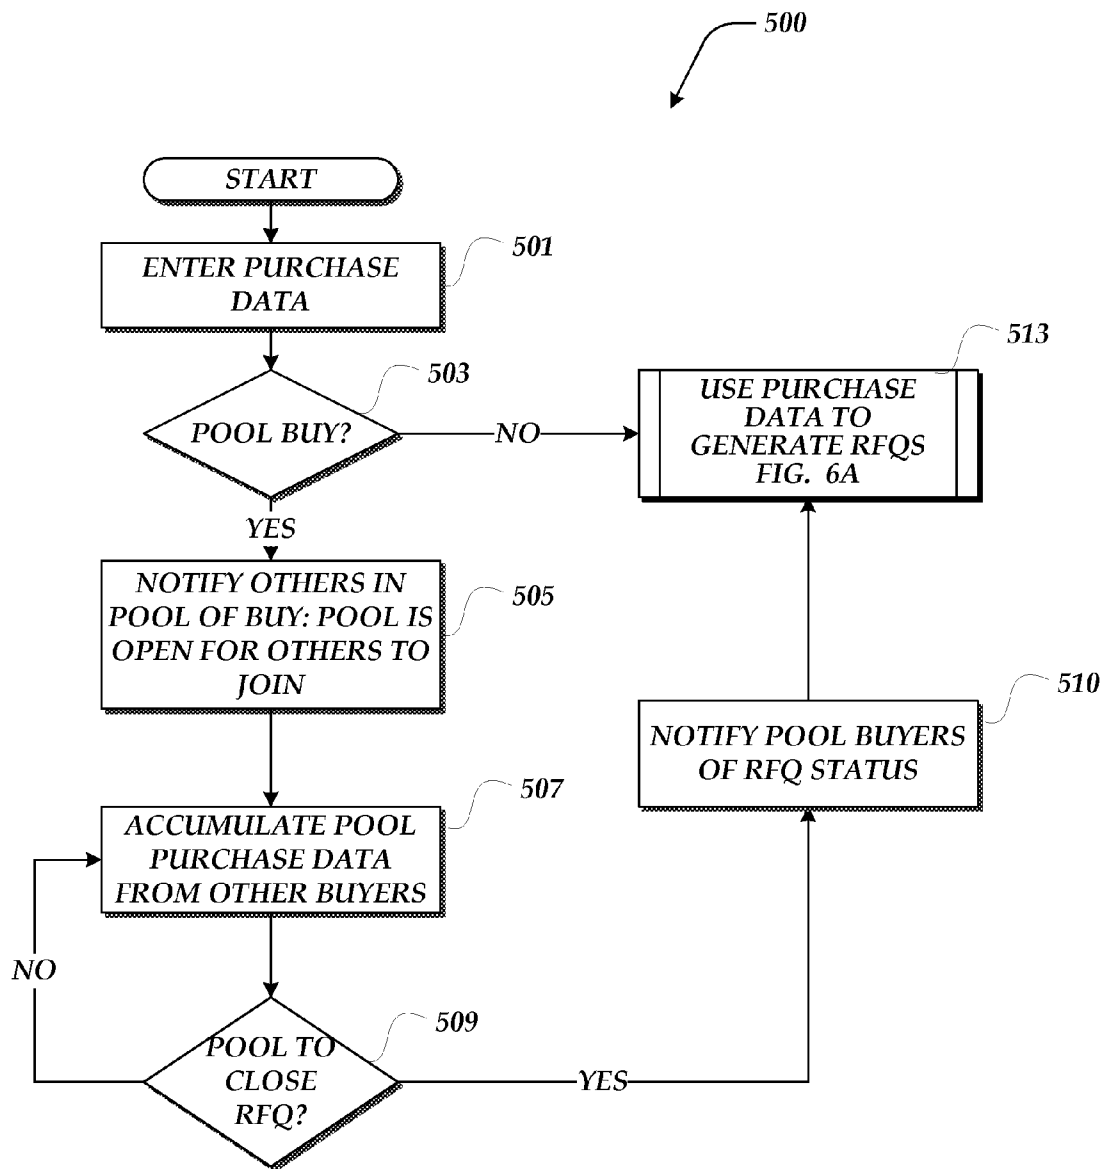 500
START
501
ENTER PURCHASE
DATA
503
POOL BUY?
NO
513
USE PURCHASE
DATA TO
GENERATE RFQS
FIG. 6A
YES
NOTIFY OTHERS IN
POOL OF BUY: POOL IS
OPEN FOR OTHERS TO
JOIN
505
510
NOTIFY POOL BUYERS
OF RFQ STATUS
507
ACCUMULATE POOL
PURCHASE DATA
FROM OTHER BUYERS
NO
509
POOL TO
CLOSE
RFQ?
YES